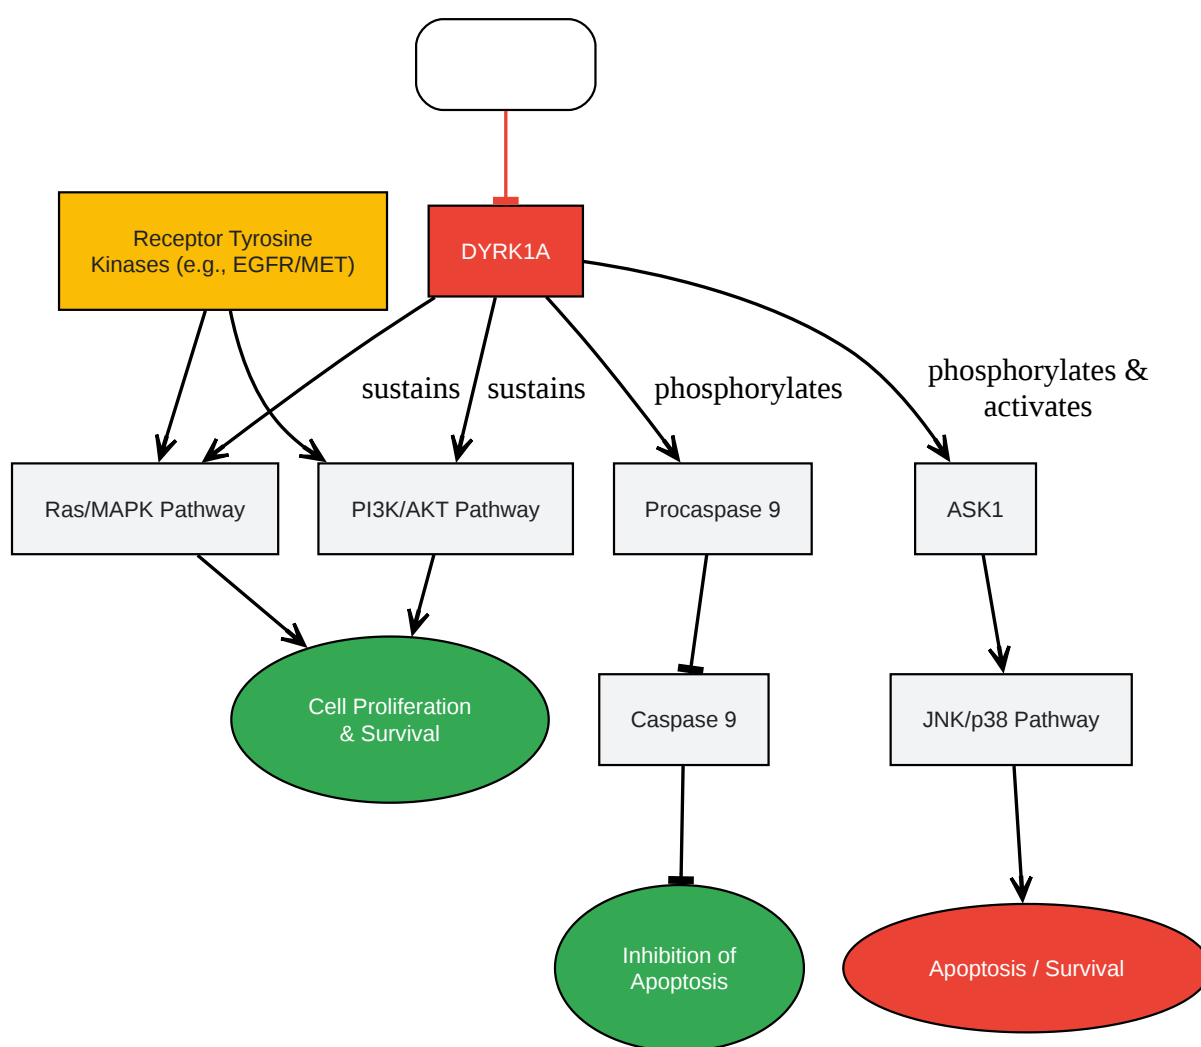 Receptor Tyrosine
Kinases (e.g., EGFR/MET)
DYRK1A
sustains
sustains
phosphorylates
phosphorylates &
activates
Ras/MAPK Pathway
PI3K/AKT Pathway
Procaspase 9
ASK1
Cell Proliferation
& Survival
Caspase 9
JNK/p38 Pathway
Inhibition of
Apoptosis
Apoptosis / Survival